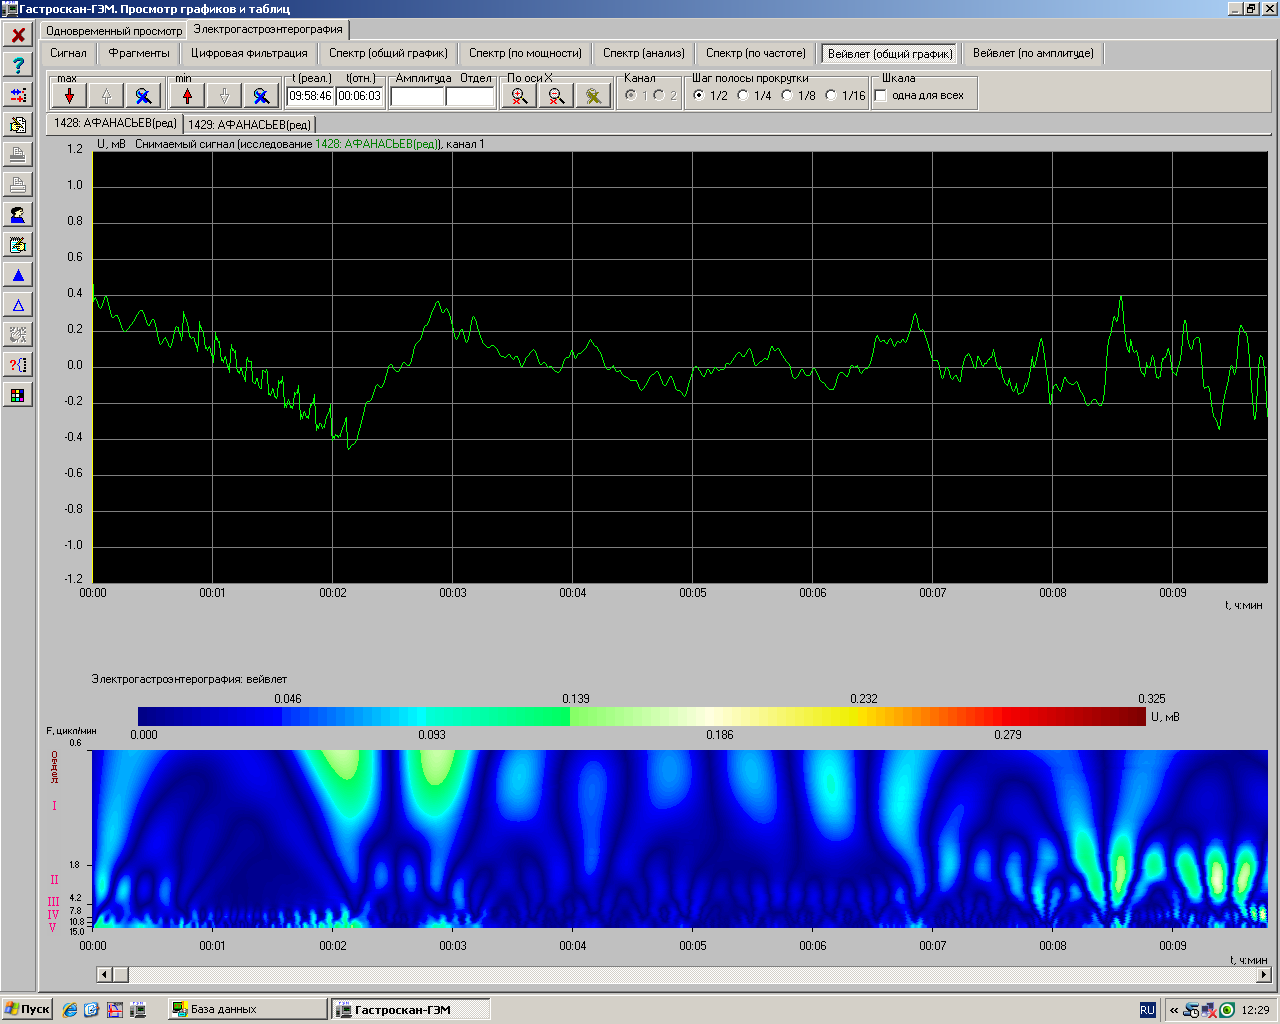 Гастроскан-ГЭМ. Просмотр графиков и таблиц
Одновременный просмотр Электрогастроэнтерография
Сигнал Фрагменты Цифровая фильтрация Спектр (общий график) Спектр (по мощности) Спектр (анализ) Спектр (по частоте) Вейвлет (общий график) Вейвлет (по амплитуде)
max min t (реал.) t(отн.) Амплитуда Отдел По оси X Канал Шаг полосы прокрутки Шкала
09:58:46 00:06:03 1 2 1/2 1/4 1/8 1/16 одна для всех
1428: АФАНАСЬЕВ(ред) 1429: АФАНАСЬЕВ(ред)
U, мВ Снимаемый сигнал (исследование 1428: АФАНАСЬЕВ(ред)), канал 1
1.2
1.0
0.8
0.6
0.4
0.2
0.0
-0.2
-0.4
-0.6
-0.8
-1.0
-1.2
00:00 00:01 00:02 00:03 00:04 00:05 00:06 00:07 00:08 00:09
t, ч:мин
Электрогастроэнтерография: вейвлет
0.046 0.139 0.232 0.325
U, мВ
0.000 0.093 0.186 0.279
F, цикл/мин
0.6
Отдел
I
1.8
II
III 4.2
IV 7.8
10.8
V 15.0
00:00 00:01 00:02 00:03 00:04 00:05 00:06 00:07 00:08 00:09
t, ч:мин
Пуск База данных Гастроскан-ГЭМ RU « 12:29